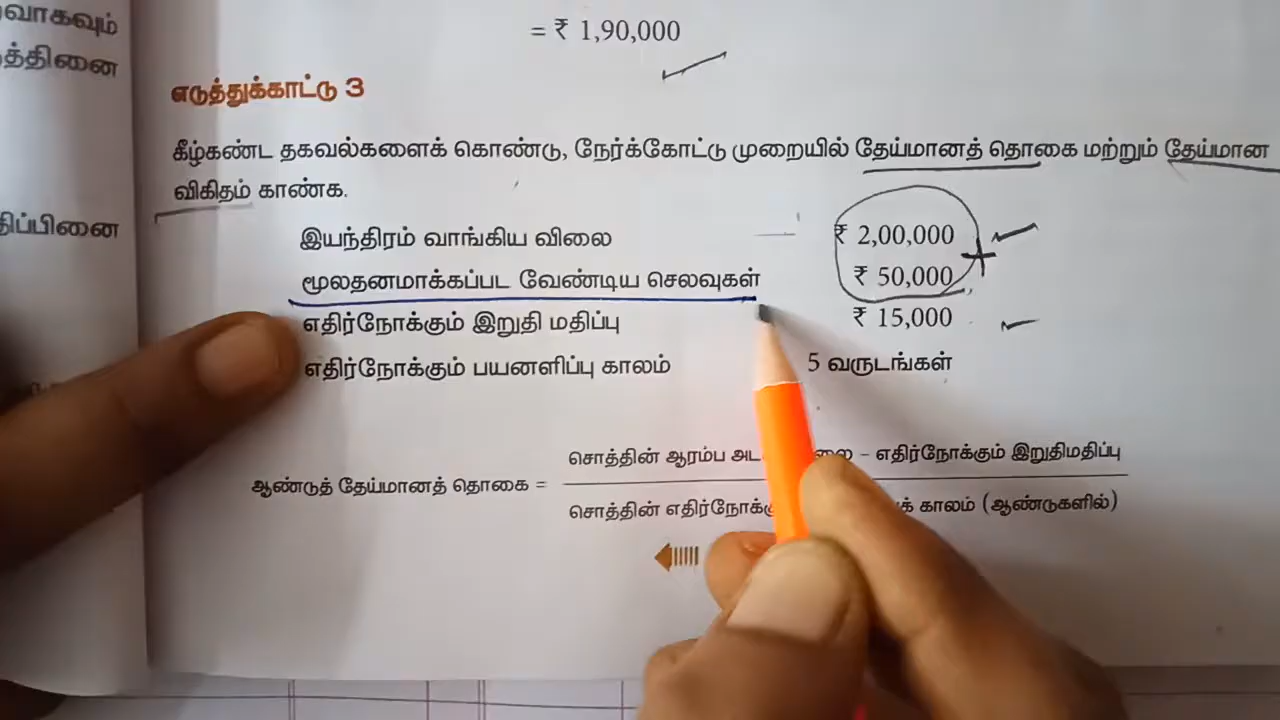 வாகவும்
த்தினை
திப்பினை
= ₹ 1,90,000
எடுத்துக்காட்டு 3
கீழ்கண்ட தகவல்களைக் கொண்டு, நேர்க்கோட்டு முறையில் தேய்மானத் தொகை மற்றும் தேய்மான
விகிதம் காண்க.
இயந்திரம் வாங்கிய விலை ₹ 2,00,000
மூலதனமாக்கப்பட வேண்டிய செலவுகள் ₹ 50,000
எதிர்நோக்கும் இறுதி மதிப்பு ₹ 15,000
எதிர்நோக்கும் பயனளிப்பு காலம் 5 வருடங்கள்
சொத்தின் ஆரம்ப – எதிர்நோக்கும் இறுதிமதிப்பு
ஆண்டுத் தேய்மானத் தொகை =
சொத்தின் காலம் (ஆண்டுகளில்)